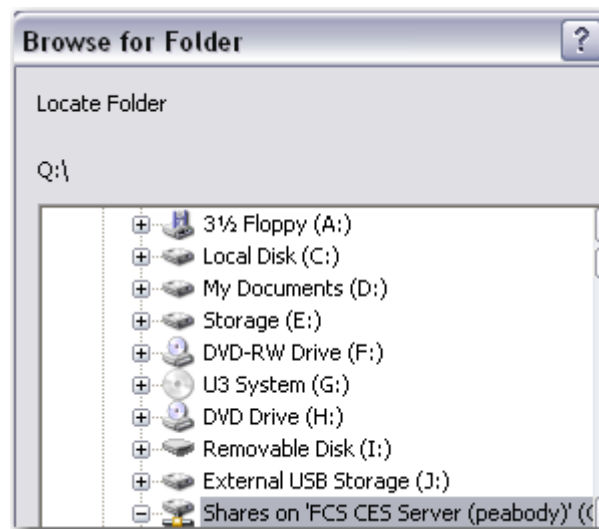 Browse for Folder
?
Locate Folder
Q:\
3½ Floppy (A:)
Local Disk (C:)
My Documents (D:)
Storage (E:)
DVD-RW Drive (F:)
U3 System (G:)
DVD Drive (H:)
Removable Disk (I:)
External USB Storage (J:)
Shares on 'FCS CES Server (peabody)' (